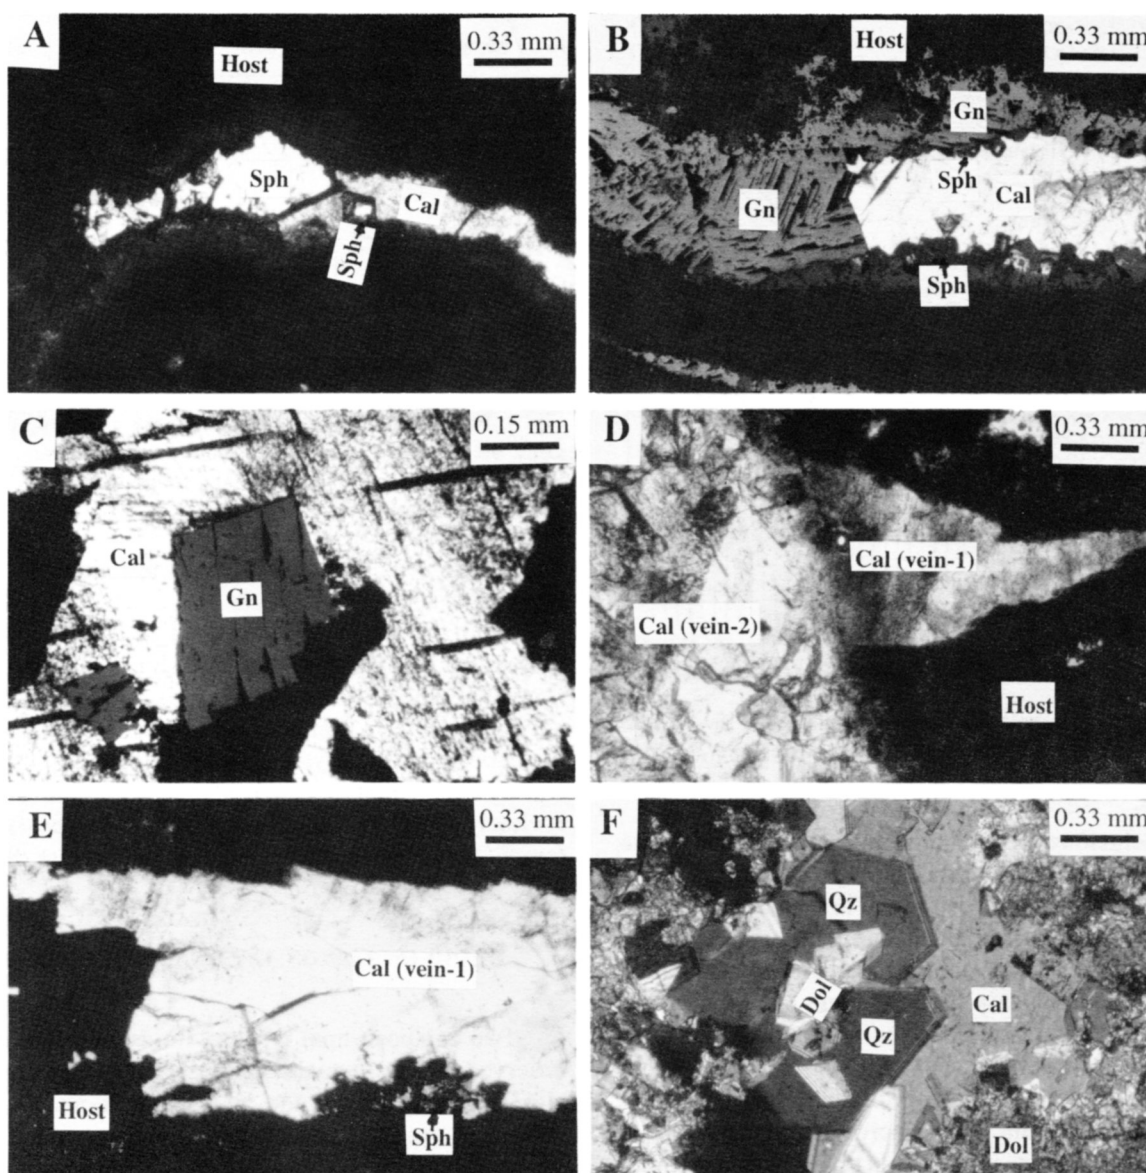 A
0.33 mm
Host
Sph
Cal
Sph
B
Host
0.33 mm
Gn
Sph
Gn
Cal
Sph
C
0.15 mm
Cal
Gn
D
0.33 mm
Cal (vein-1)
Cal (vein-2)
Host
E
0.33 mm
Cal (vein-1)
Host
Sph
F
0.33 mm
Qz
Dol
Cal
Qz
Dol